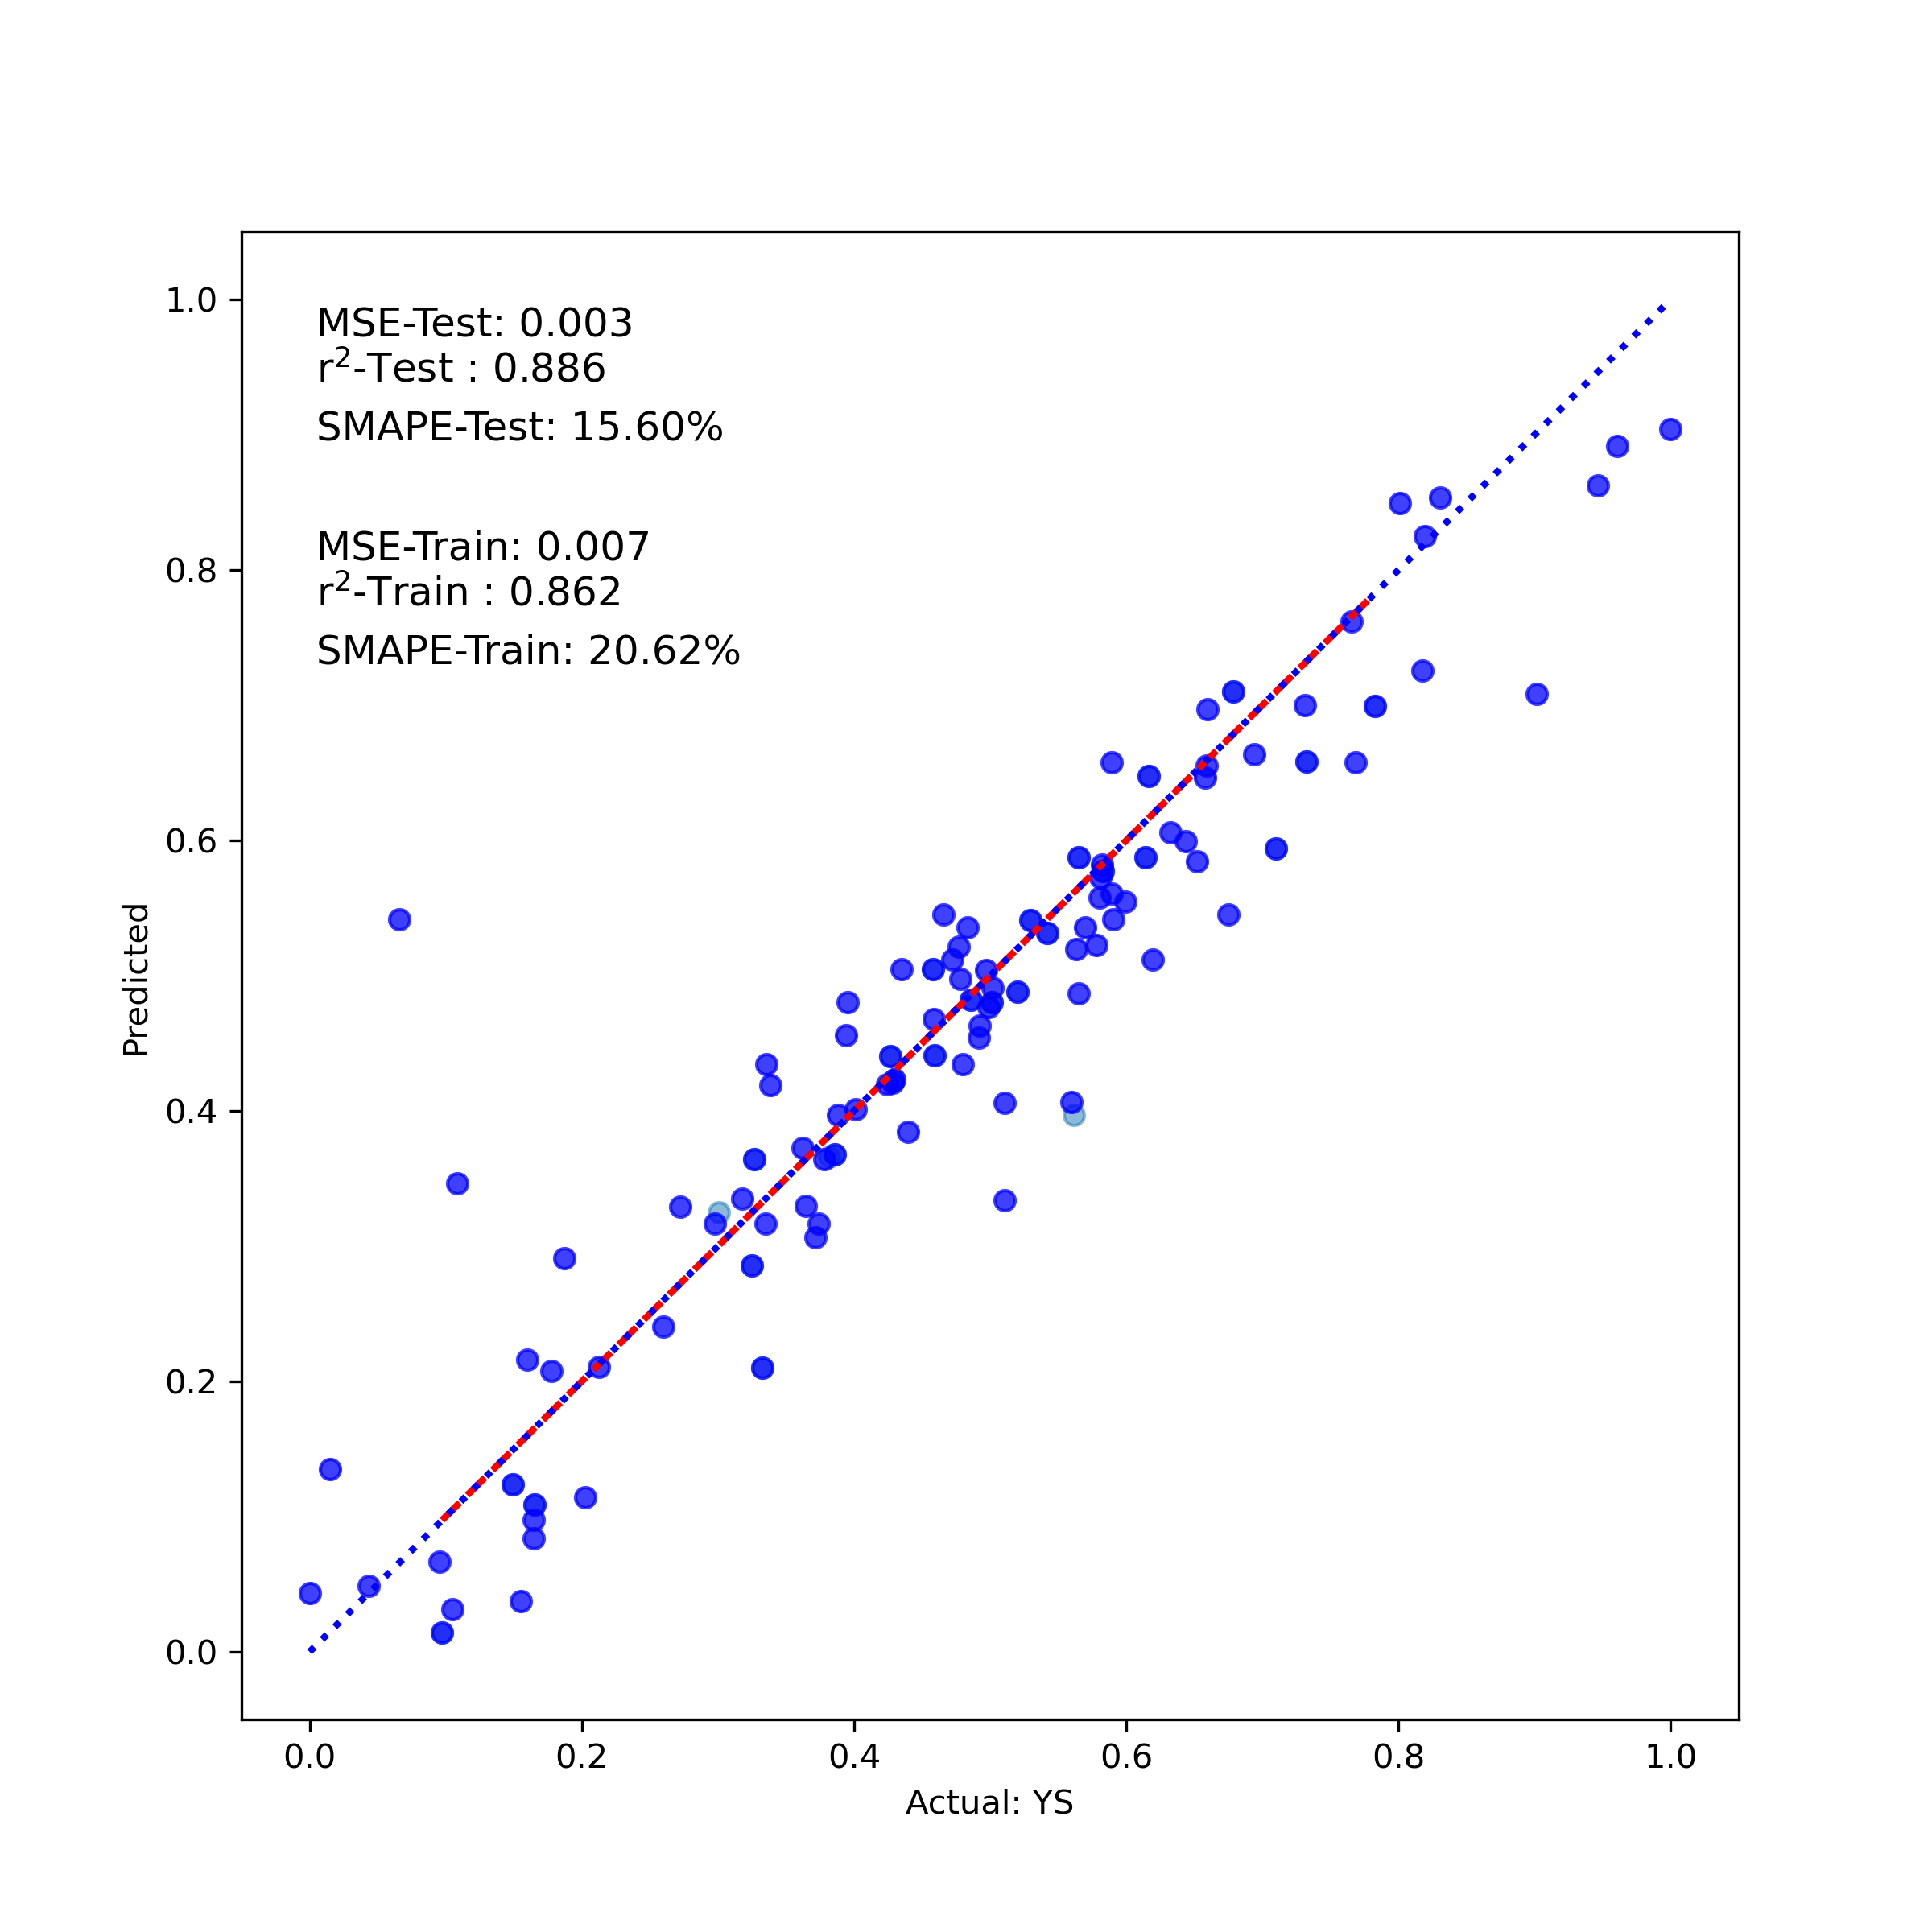 MSE-Test: 0.003
r²-Test : 0.886
SMAPE-Test: 15.60%
MSE-Train: 0.007
r²-Train : 0.862
SMAPE-Train: 20.62%
Predicted
1.0
0.8
0.6
0.4
0.2
0.0
0.0 0.2 0.4 0.6 0.8 1.0
Actual: YS